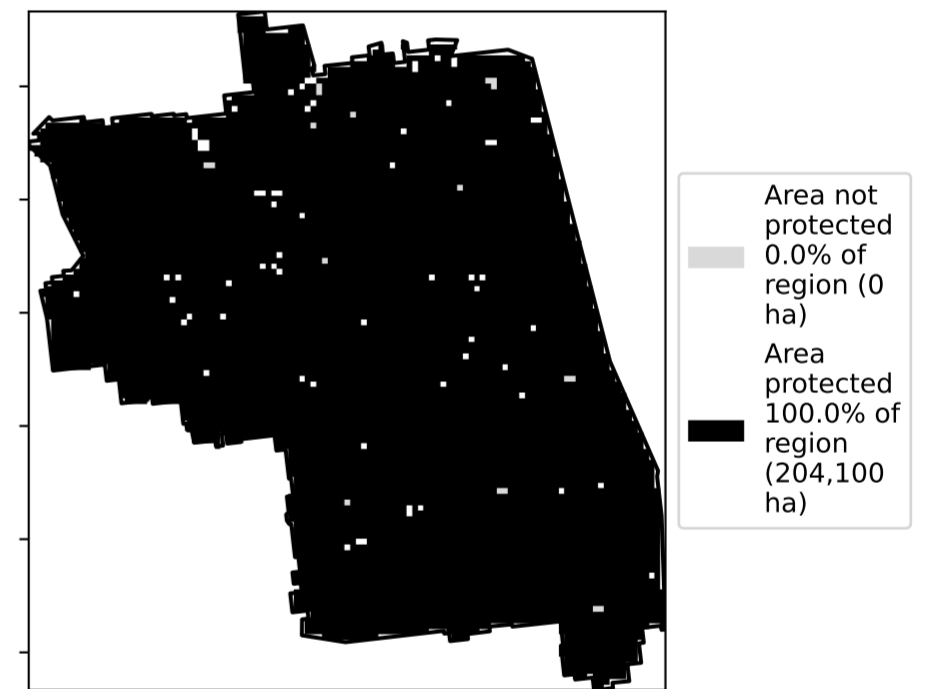 Area not
protected
0.0% of
region (0
ha)
Area
protected
100.0% of
region
(204,100
ha)